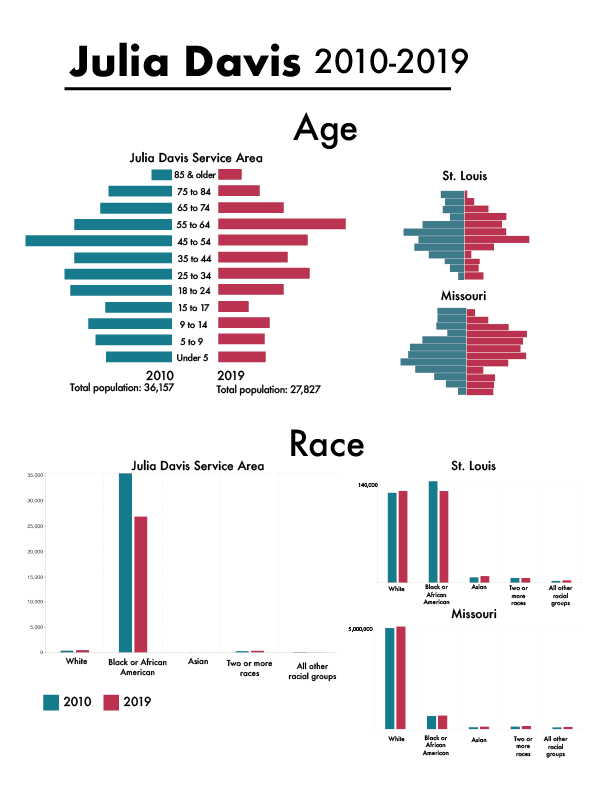 Julia Davis 2010-2019
Age
Julia Davis Service Area
85 & older
75 to 84
65 to 74
55 to 64
45 to 54
35 to 44
25 to 34
18 to 24
15 to 17
9 to 14
5 to 9
Under 5
2010
2019
Total population: 36,157
Total population: 27,827
St. Louis
Missouri
Race
Julia Davis Service Area
35,000
30,000
25,000
20,000
15,000
10,000
5,000
0
White
Black or African
American
Asian
Two or more
races
All other
racial groups
2010
2019
St. Louis
140,000
White
Black or
African
American
Asian
Two or
more
races
All other
racial
groups
Missouri
5,000,000
White
Black or
African
American
Asian
Two or
more
races
All other
racial
groups